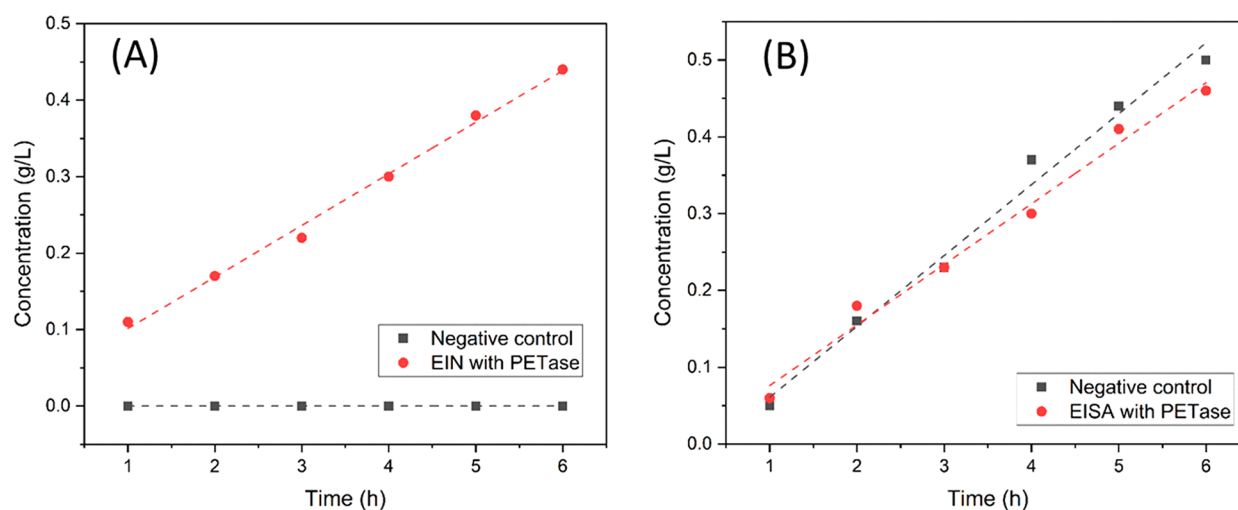 (A)
Concentration (g/L)
0.5
0.4
0.3
0.2
0.1
0.0
Negative control
EIN with PETase
1 2 3 4 5 6
Time (h)
(B)
Concentration (g/L)
0.5
0.4
0.3
0.2
0.1
0.0
Negative control
EISA with PETase
1 2 3 4 5 6
Time (h)